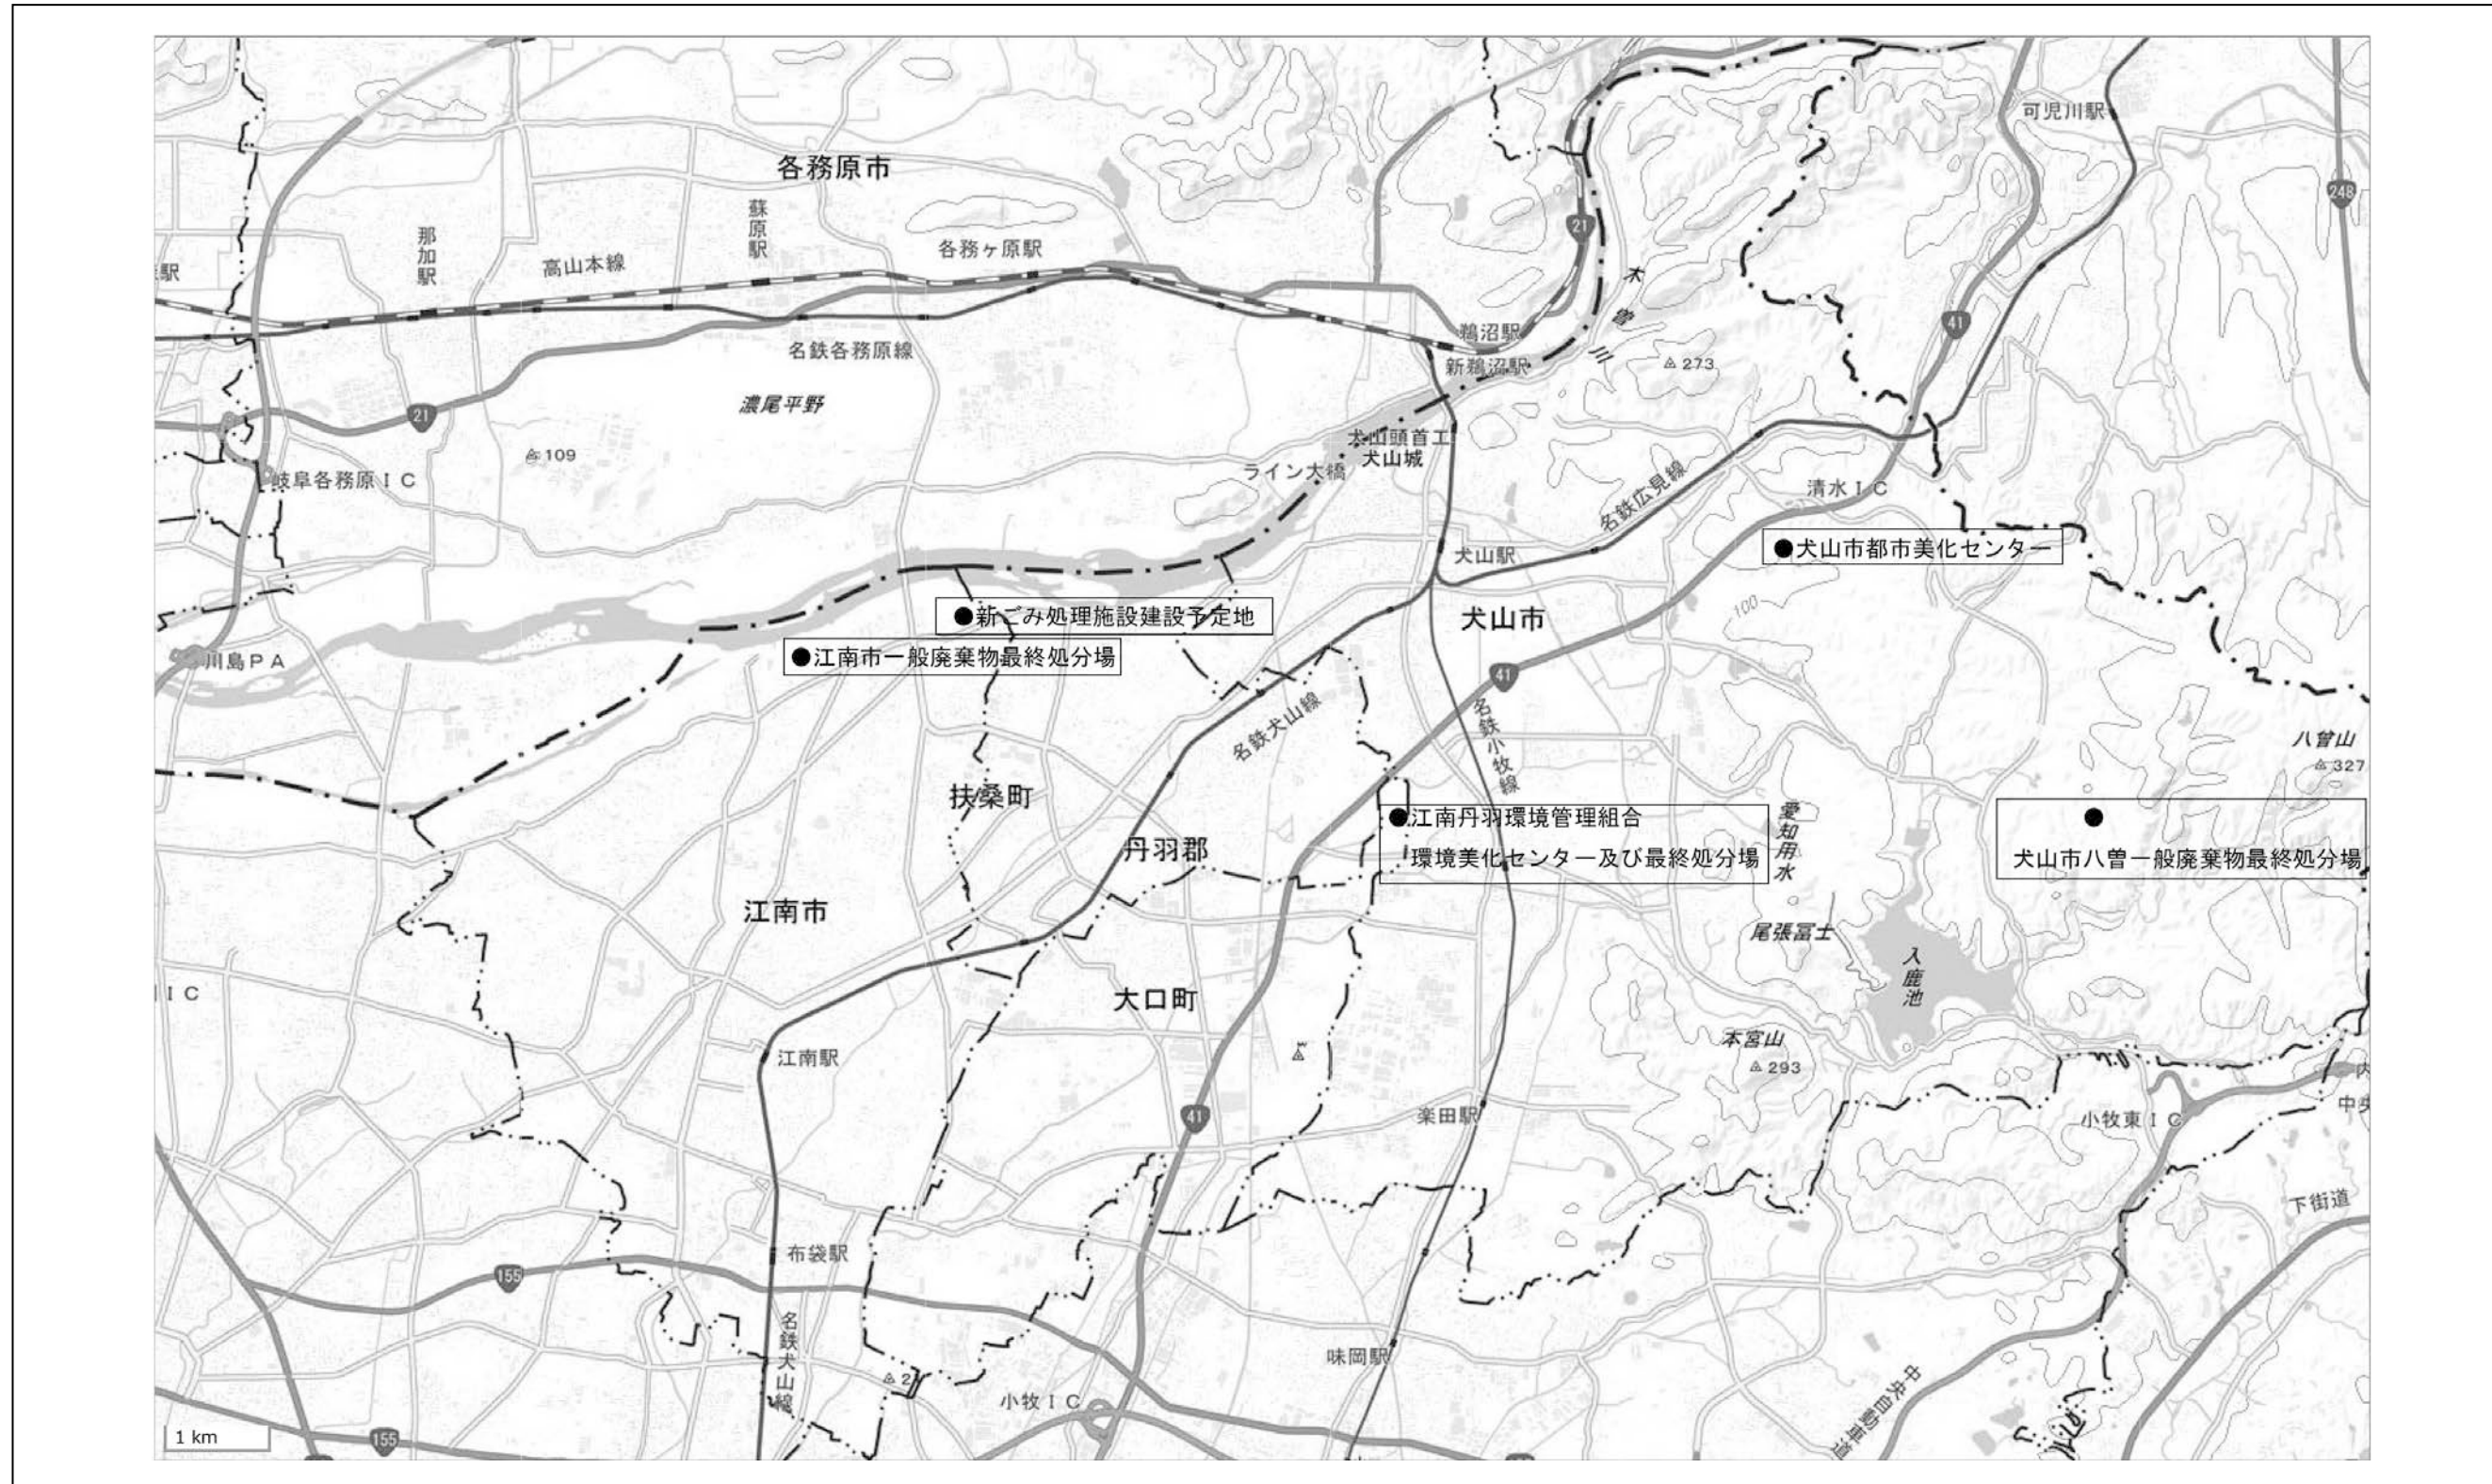 可児川駅
各務原市
248
蘇原駅
21
那加駅
各務ヶ原駅
高山本線
駅
木曽川
41
鵜沼駅
名鉄各務原線
新鵜沼駅
273
濃尾平野
21
犬山頭首工
109
犬山城
ライン大橋
岐阜各務原IC
名鉄広見線
清水IC
●犬山市都市美化センター
犬山駅
100
●新ごみ処理施設建設予定地
犬山市
●江南市一般廃棄物最終処分場
川島PA
41
名鉄犬山線
名鉄小牧線
八曾山
327
扶桑町
愛知用水
●江南丹羽環境管理組合
環境美化センター及び最終処分場
●
犬山市八曽一般廃棄物最終処分場
丹羽郡
江南市
尾張冨士
入鹿池
IC
大口町
本宮山
293
江南駅
内
中央
41
楽田駅
小牧東IC
下街道
布袋駅
155
名鉄犬山線
味岡駅
小牧IC
中央自動車道
1 km
155